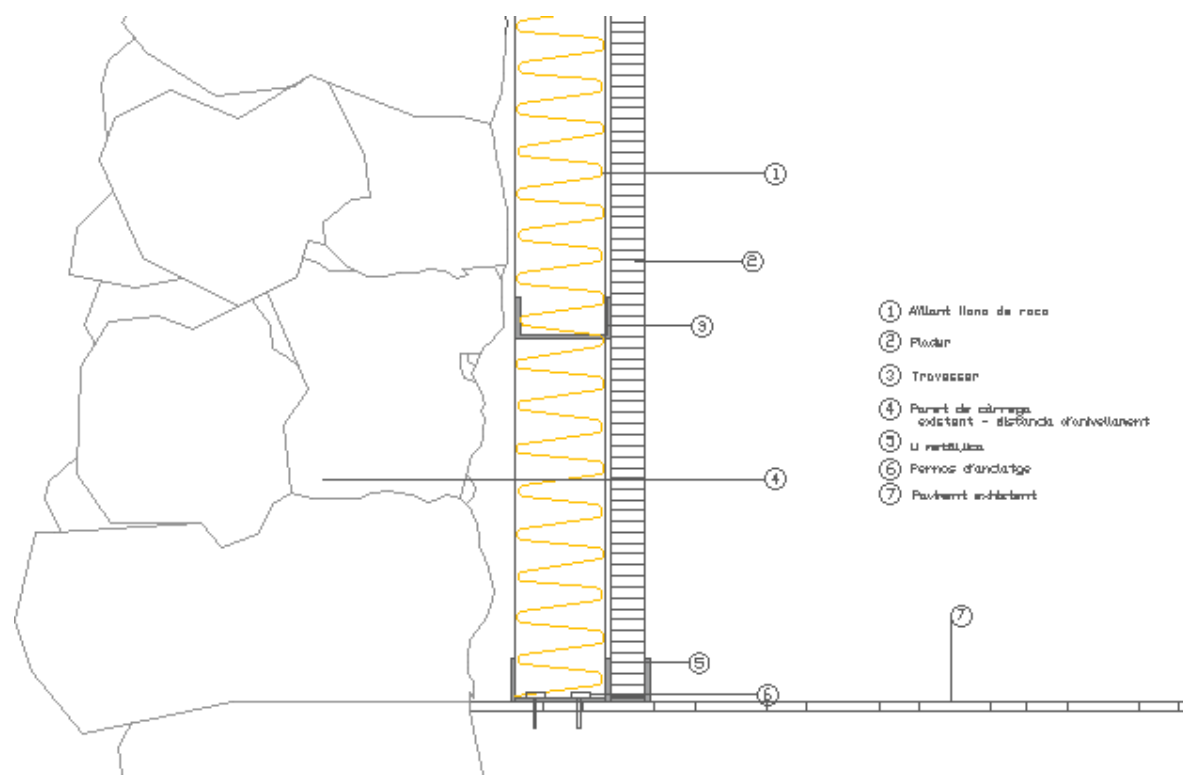 1
2
3
4
5
6
7
1 Aïllant llana de roca
2 Pladur
3 Travesser
4 Paret de càrrega
existent - distància d'anivellament
5 U metàl·lica
6 Pernos d'anclatge
7 Paviment existent